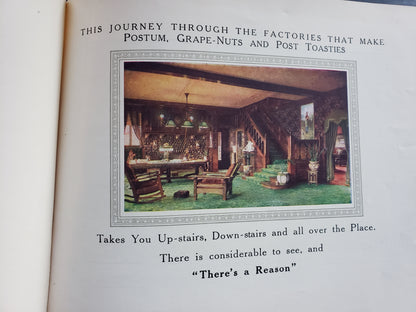 THIS JOURNEY THROUGH THE FACTORIES THAT MAKE
POSTUM, GRAPE-NUTS AND POST TOASTIES
Takes You Up-stairs, Down-stairs and all over the Place.
There is considerable to see, and
"There's a Reason"